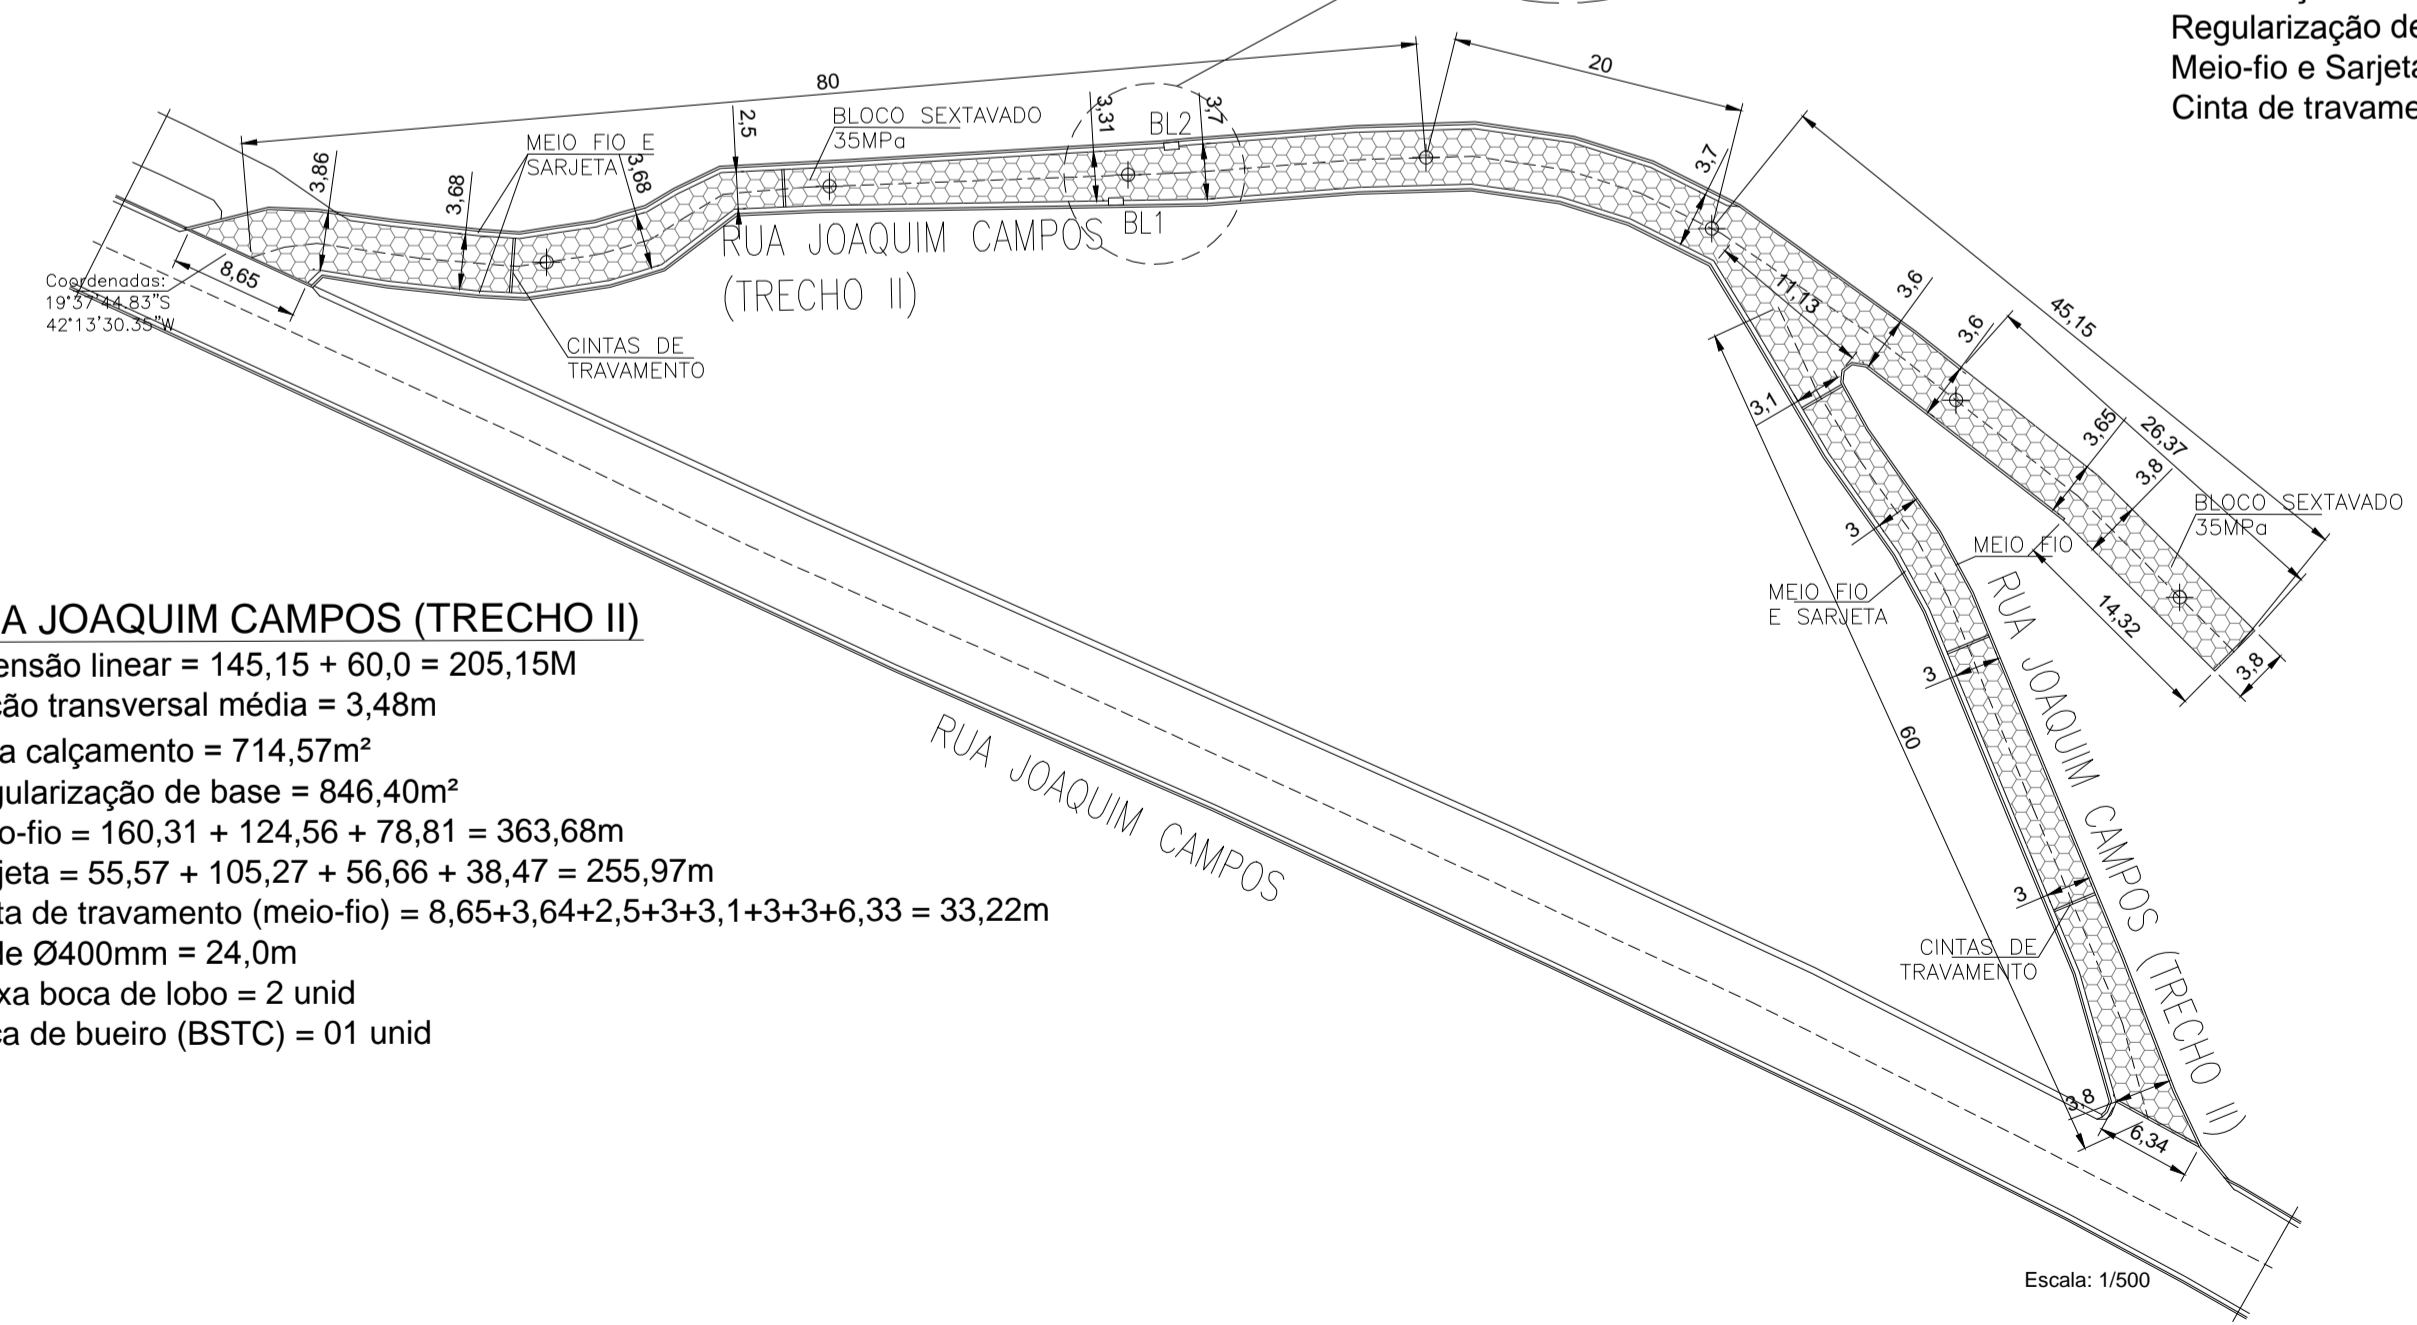 Regularização de
Meio-fio e Sarjeta
Cinta de travame
80
20
2,5
BLOCO SEXTAVADO
35MPa
3,31
BL2
3,7
MEIO FIO E
SARJETA
3,86
3,68
3,68
3,7
BL1
RUA JOAQUIM CAMPOS
(TRECHO II)
8,65
Coordenadas:
19°37'44.83"S
42°13'30.35"W
CINTAS DE
TRAVAMENTO
11,13
3,6
3,6
45,15
3,1
3,65
26,37
3,8
BLOCO SEXTAVADO
35MPa
3
MEIO FIO
MEIO FIO
E SARJETA
14,32
3,8
3
60
RUA JOAQUIM CAMPOS (TRECHO II)
RUA JOAQUIM CAMPOS
3
CINTAS DE
TRAVAMENTO
3,8
6,34
Escala: 1/500
A JOAQUIM CAMPOS (TRECHO II)
ensão linear = 145,15 + 60,0 = 205,15M
ção transversal média = 3,48m
a calçamento = 714,57m²
gularização de base = 846,40m²
o-fio = 160,31 + 124,56 + 78,81 = 363,68m
jeta = 55,57 + 105,27 + 56,66 + 38,47 = 255,97m
ta de travamento (meio-fio) = 8,65+3,64+2,5+3+3,1+3+3+6,33 = 33,22m
de Ø400mm = 24,0m
xa boca de lobo = 2 unid
ca de bueiro (BSTC) = 01 unid